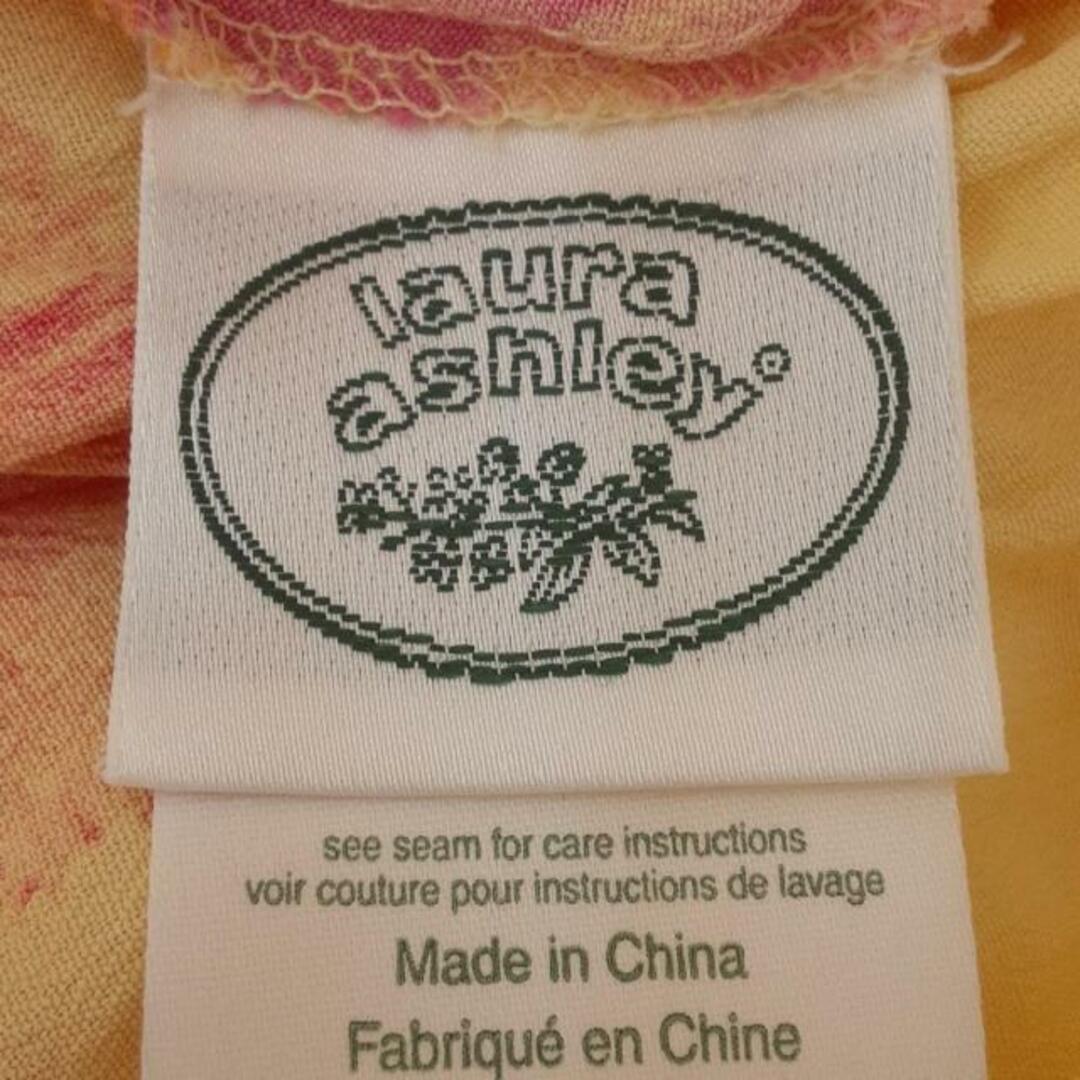 laura
ashley®
see seam for care instructions
voir couture pour instructions de lavage
Made in China
Fabriqué en Chine